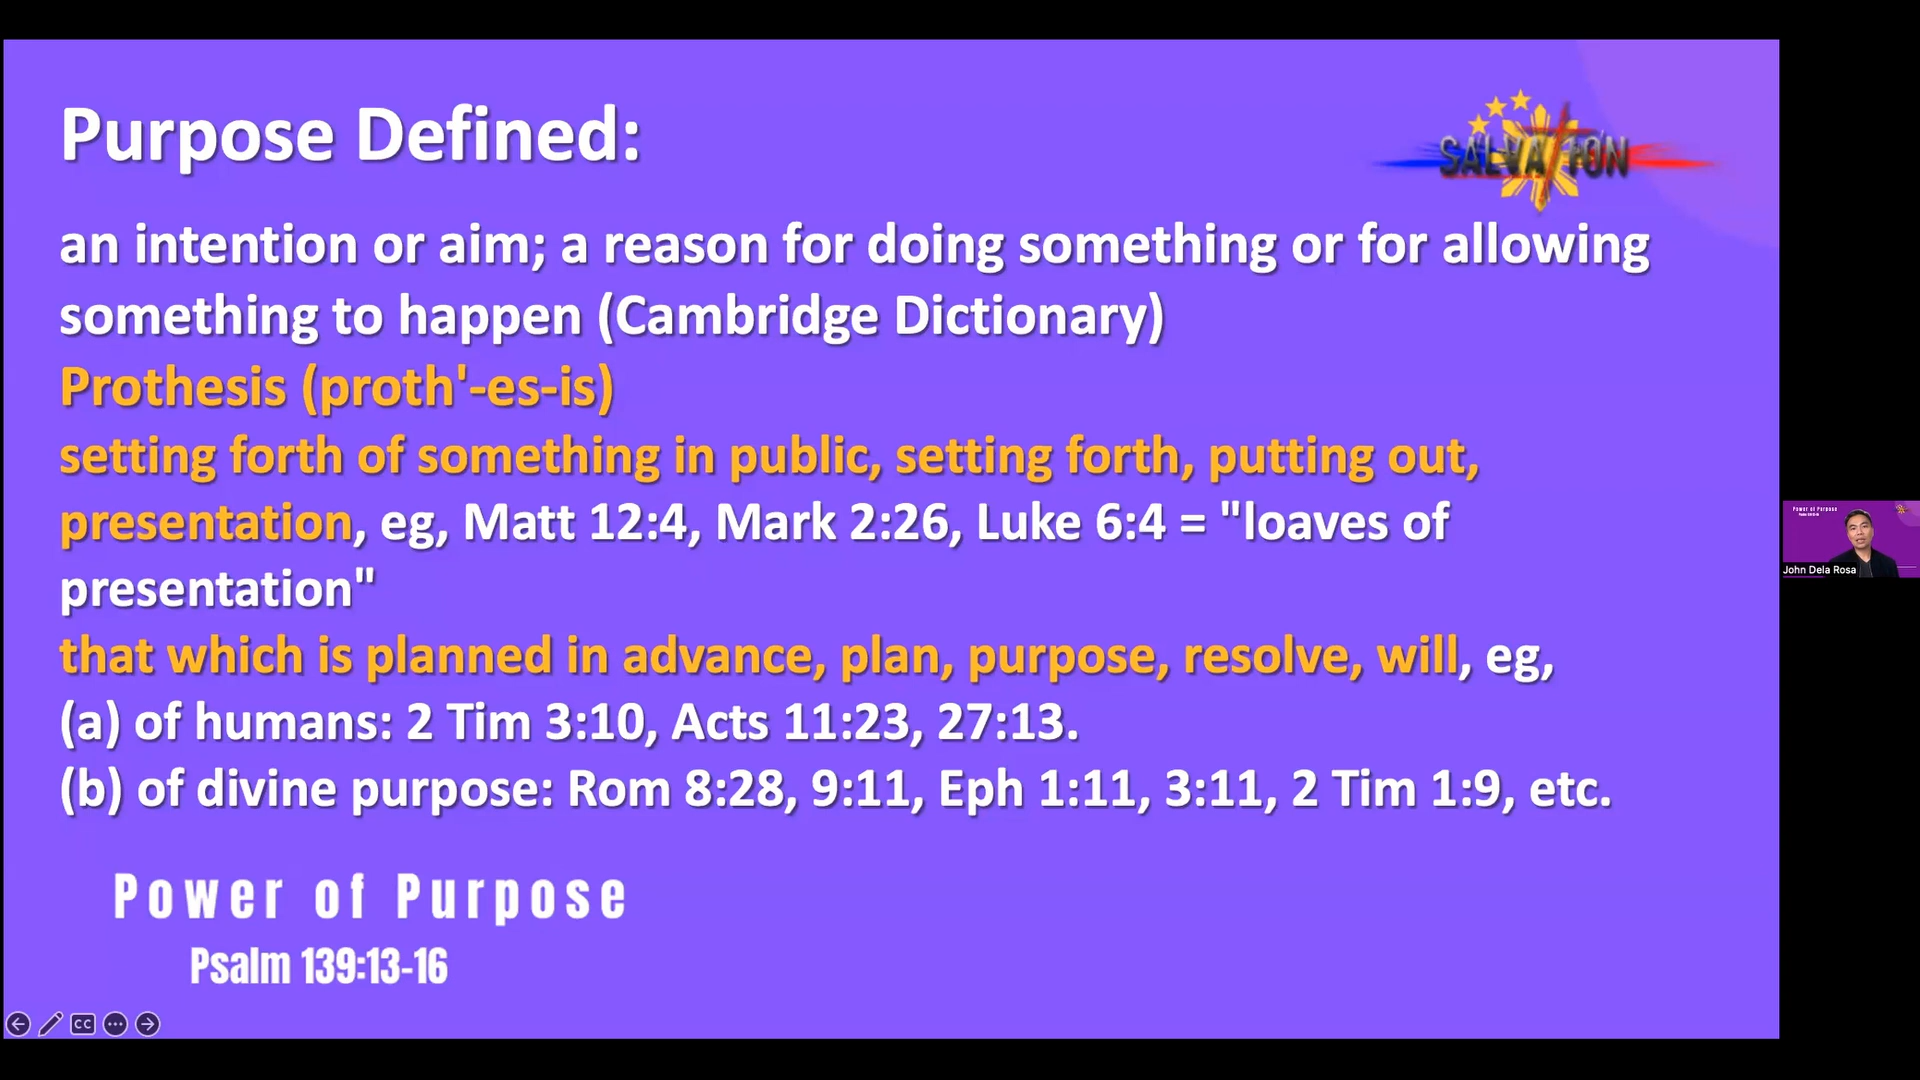 Purpose Defined:
SALVATION
an intention or aim; a reason for doing something or for allowing
something to happen (Cambridge Dictionary)
Prothesis (proth'-es-is)
setting forth of something in public, setting forth, putting out,
presentation, eg, Matt 12:4, Mark 2:26, Luke 6:4 = "loaves of
presentation"
that which is planned in advance, plan, purpose, resolve, will, eg,
(a) of humans: 2 Tim 3:10, Acts 11:23, 27:13.
(b) of divine purpose: Rom 8:28, 9:11, Eph 1:11, 3:11, 2 Tim 1:9, etc.
Power of Purpose
Psalm 139:13-16
CC
Power of Purpose
John Dela Rosa